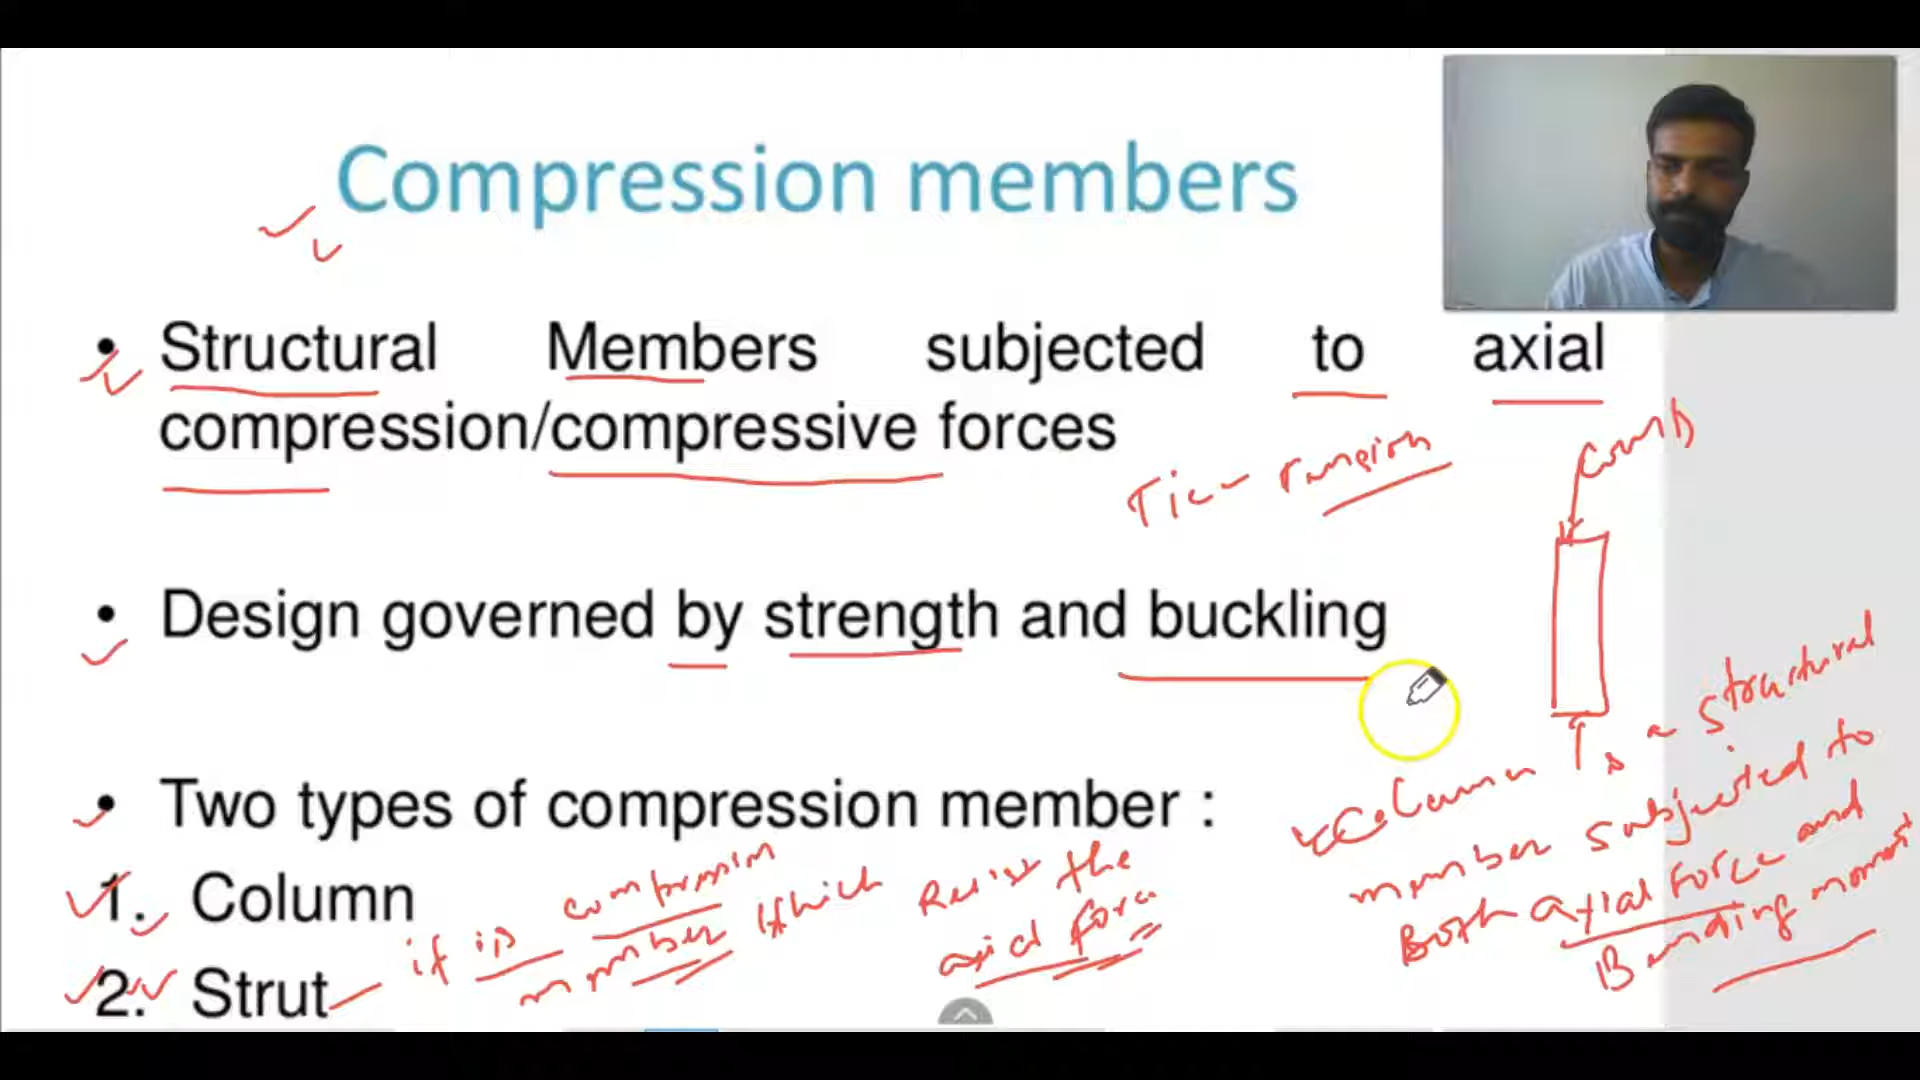 Compression members
• Structural Members subjected to axial
compression/compressive forces
Tie - Tension
Comp
• Design governed by strength and buckling
• Two types of compression member :
1. Column
2. Strut
if is compression
member which Resist the
axial force
Column is a structural
member subjected to
Both axial Force and
Bending moment